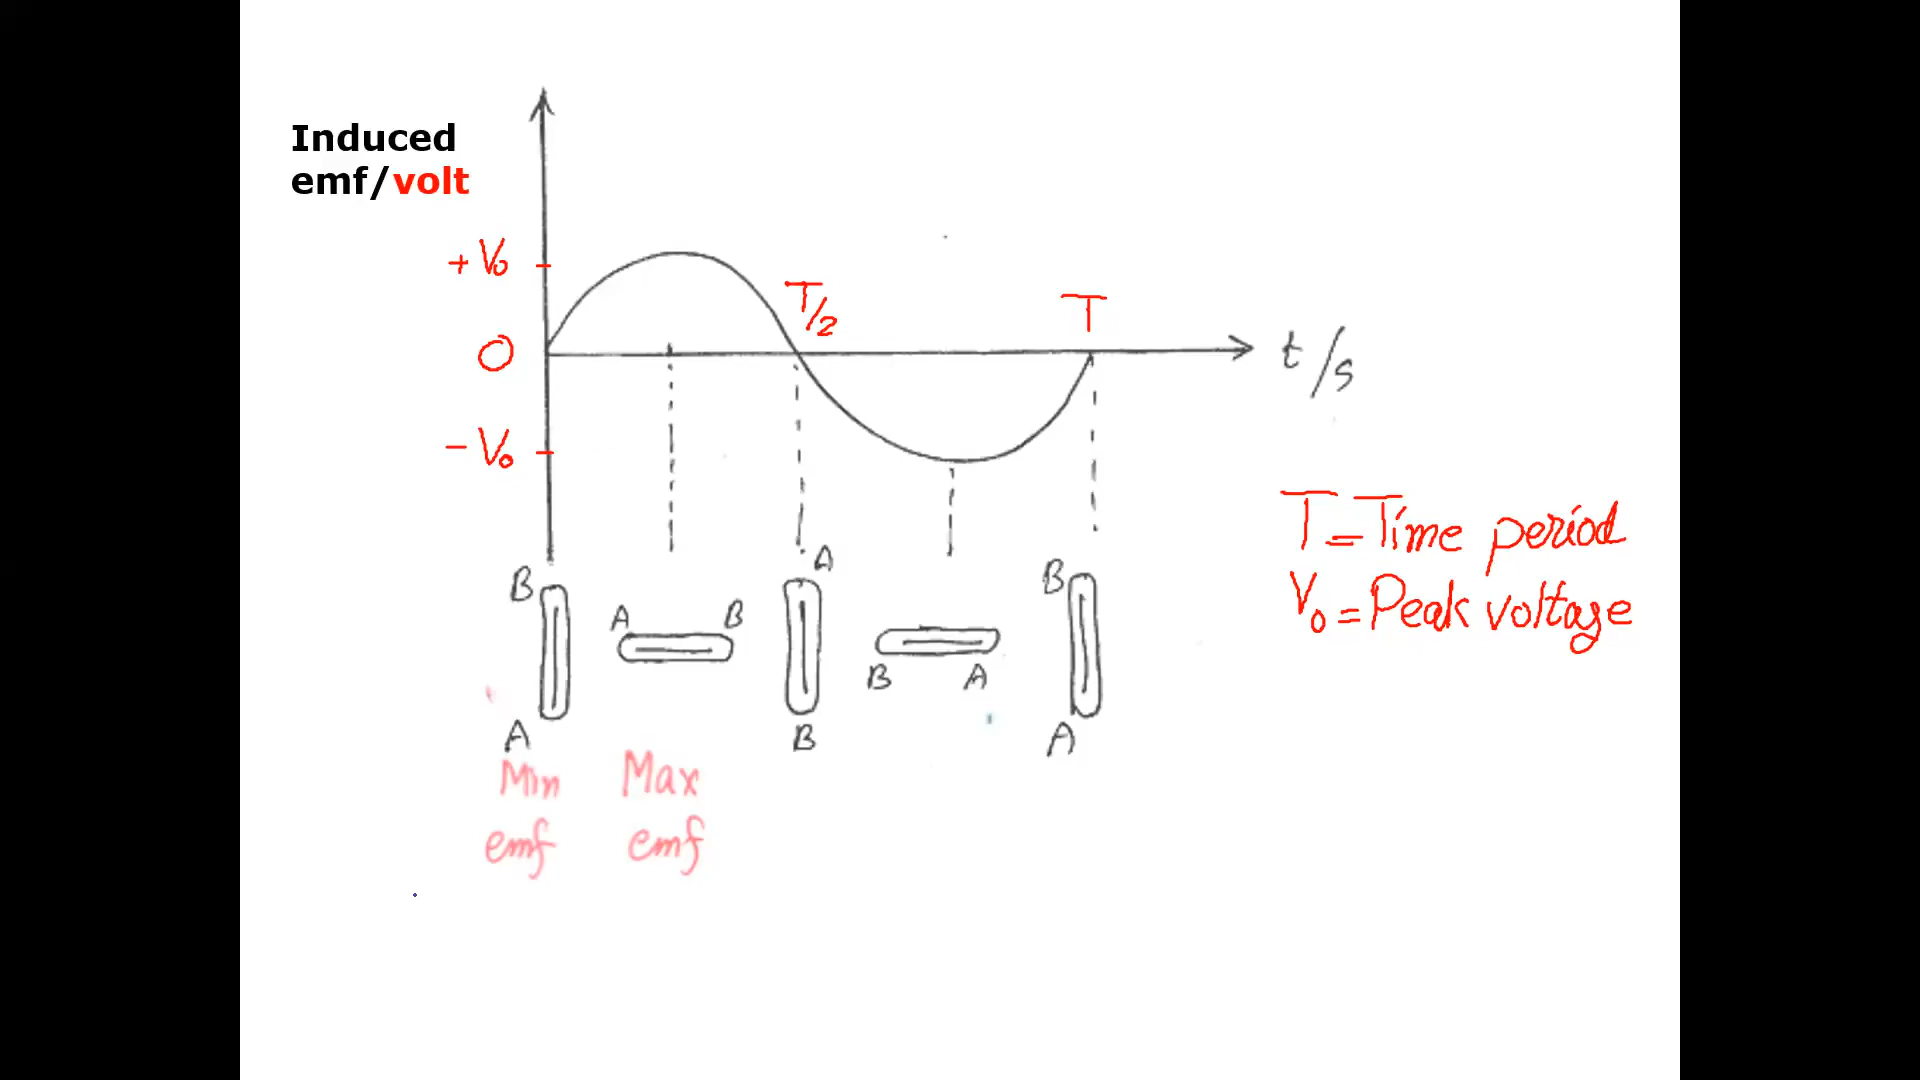 Induced
emf/volt
+V₀
T/2
T
O
t/s
-V₀
T=Time period
V₀=Peak voltage
A
B
B
B
A
B
B
A
A
B
A
Min
emf
Max
emf